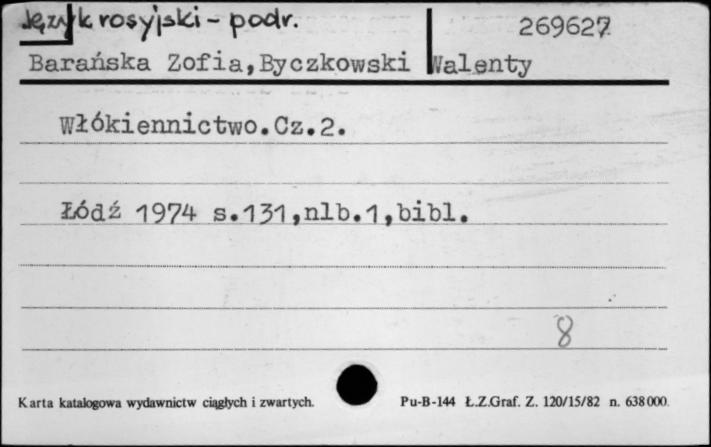 Język rosyjski - podr.
269627
Barańska Zofia,Byczkowski Walenty
Włókiennictwo.Cz.2.
Łódź 1974 s.131,nlb.1,bibl.
8
Karta katalogowa wydawnictw ciągłych i zwartych.
Pu-B-144 Ł.Z.Graf. Z. 120/15/82 n. 638000.